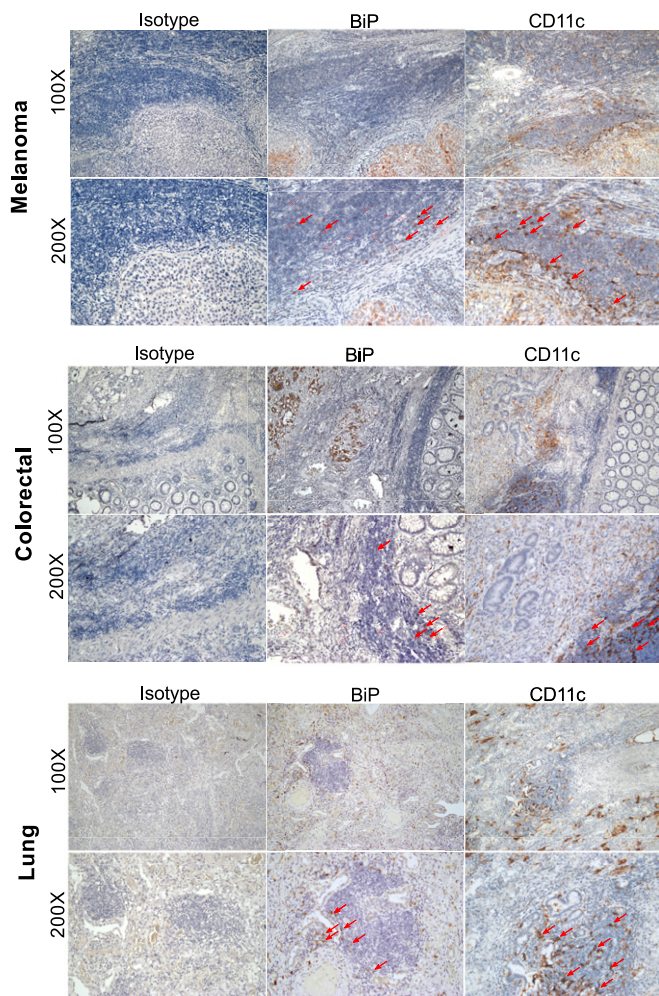 Isotype BiP CD11c
Melanoma
100X
200X
Isotype BiP CD11c
Colorectal
100X
200X
Isotype BiP CD11c
Lung
100X
200X